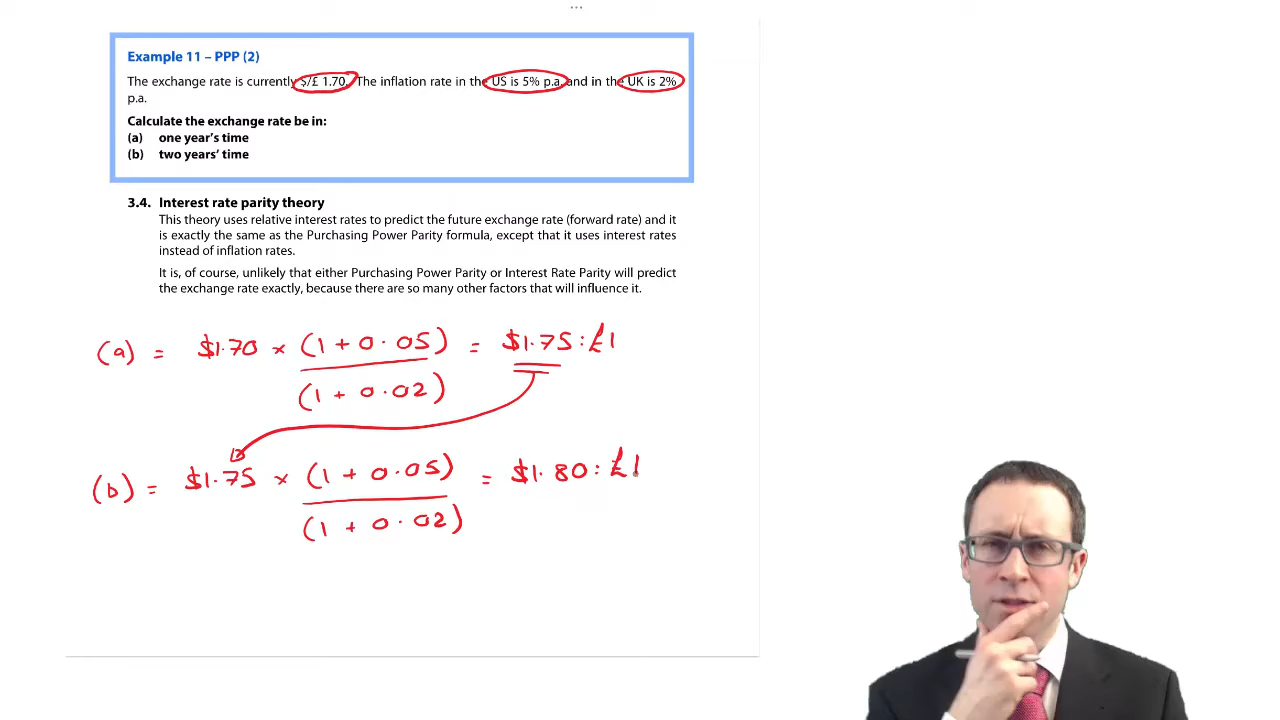 Example 11 – PPP (2)
The exchange rate is currently $/£ 1.70. The inflation rate in the US is 5% p.a. and in the UK is 2%
p.a.
Calculate the exchange rate be in:
(a) one year's time
(b) two years' time
3.4. Interest rate parity theory
This theory uses relative interest rates to predict the future exchange rate (forward rate) and it
is exactly the same as the Purchasing Power Parity formula, except that it uses interest rates
instead of inflation rates.
It is, of course, unlikely that either Purchasing Power Parity or Interest Rate Parity will predict
the exchange rate exactly, because there are so many other factors that will influence it.
(a) = $1.70 × (1 + 0.05) = $1.75 : £1
(1 + 0.02)
(b) = $1.75 × (1 + 0.05) = $1.80 : £1
(1 + 0.02)